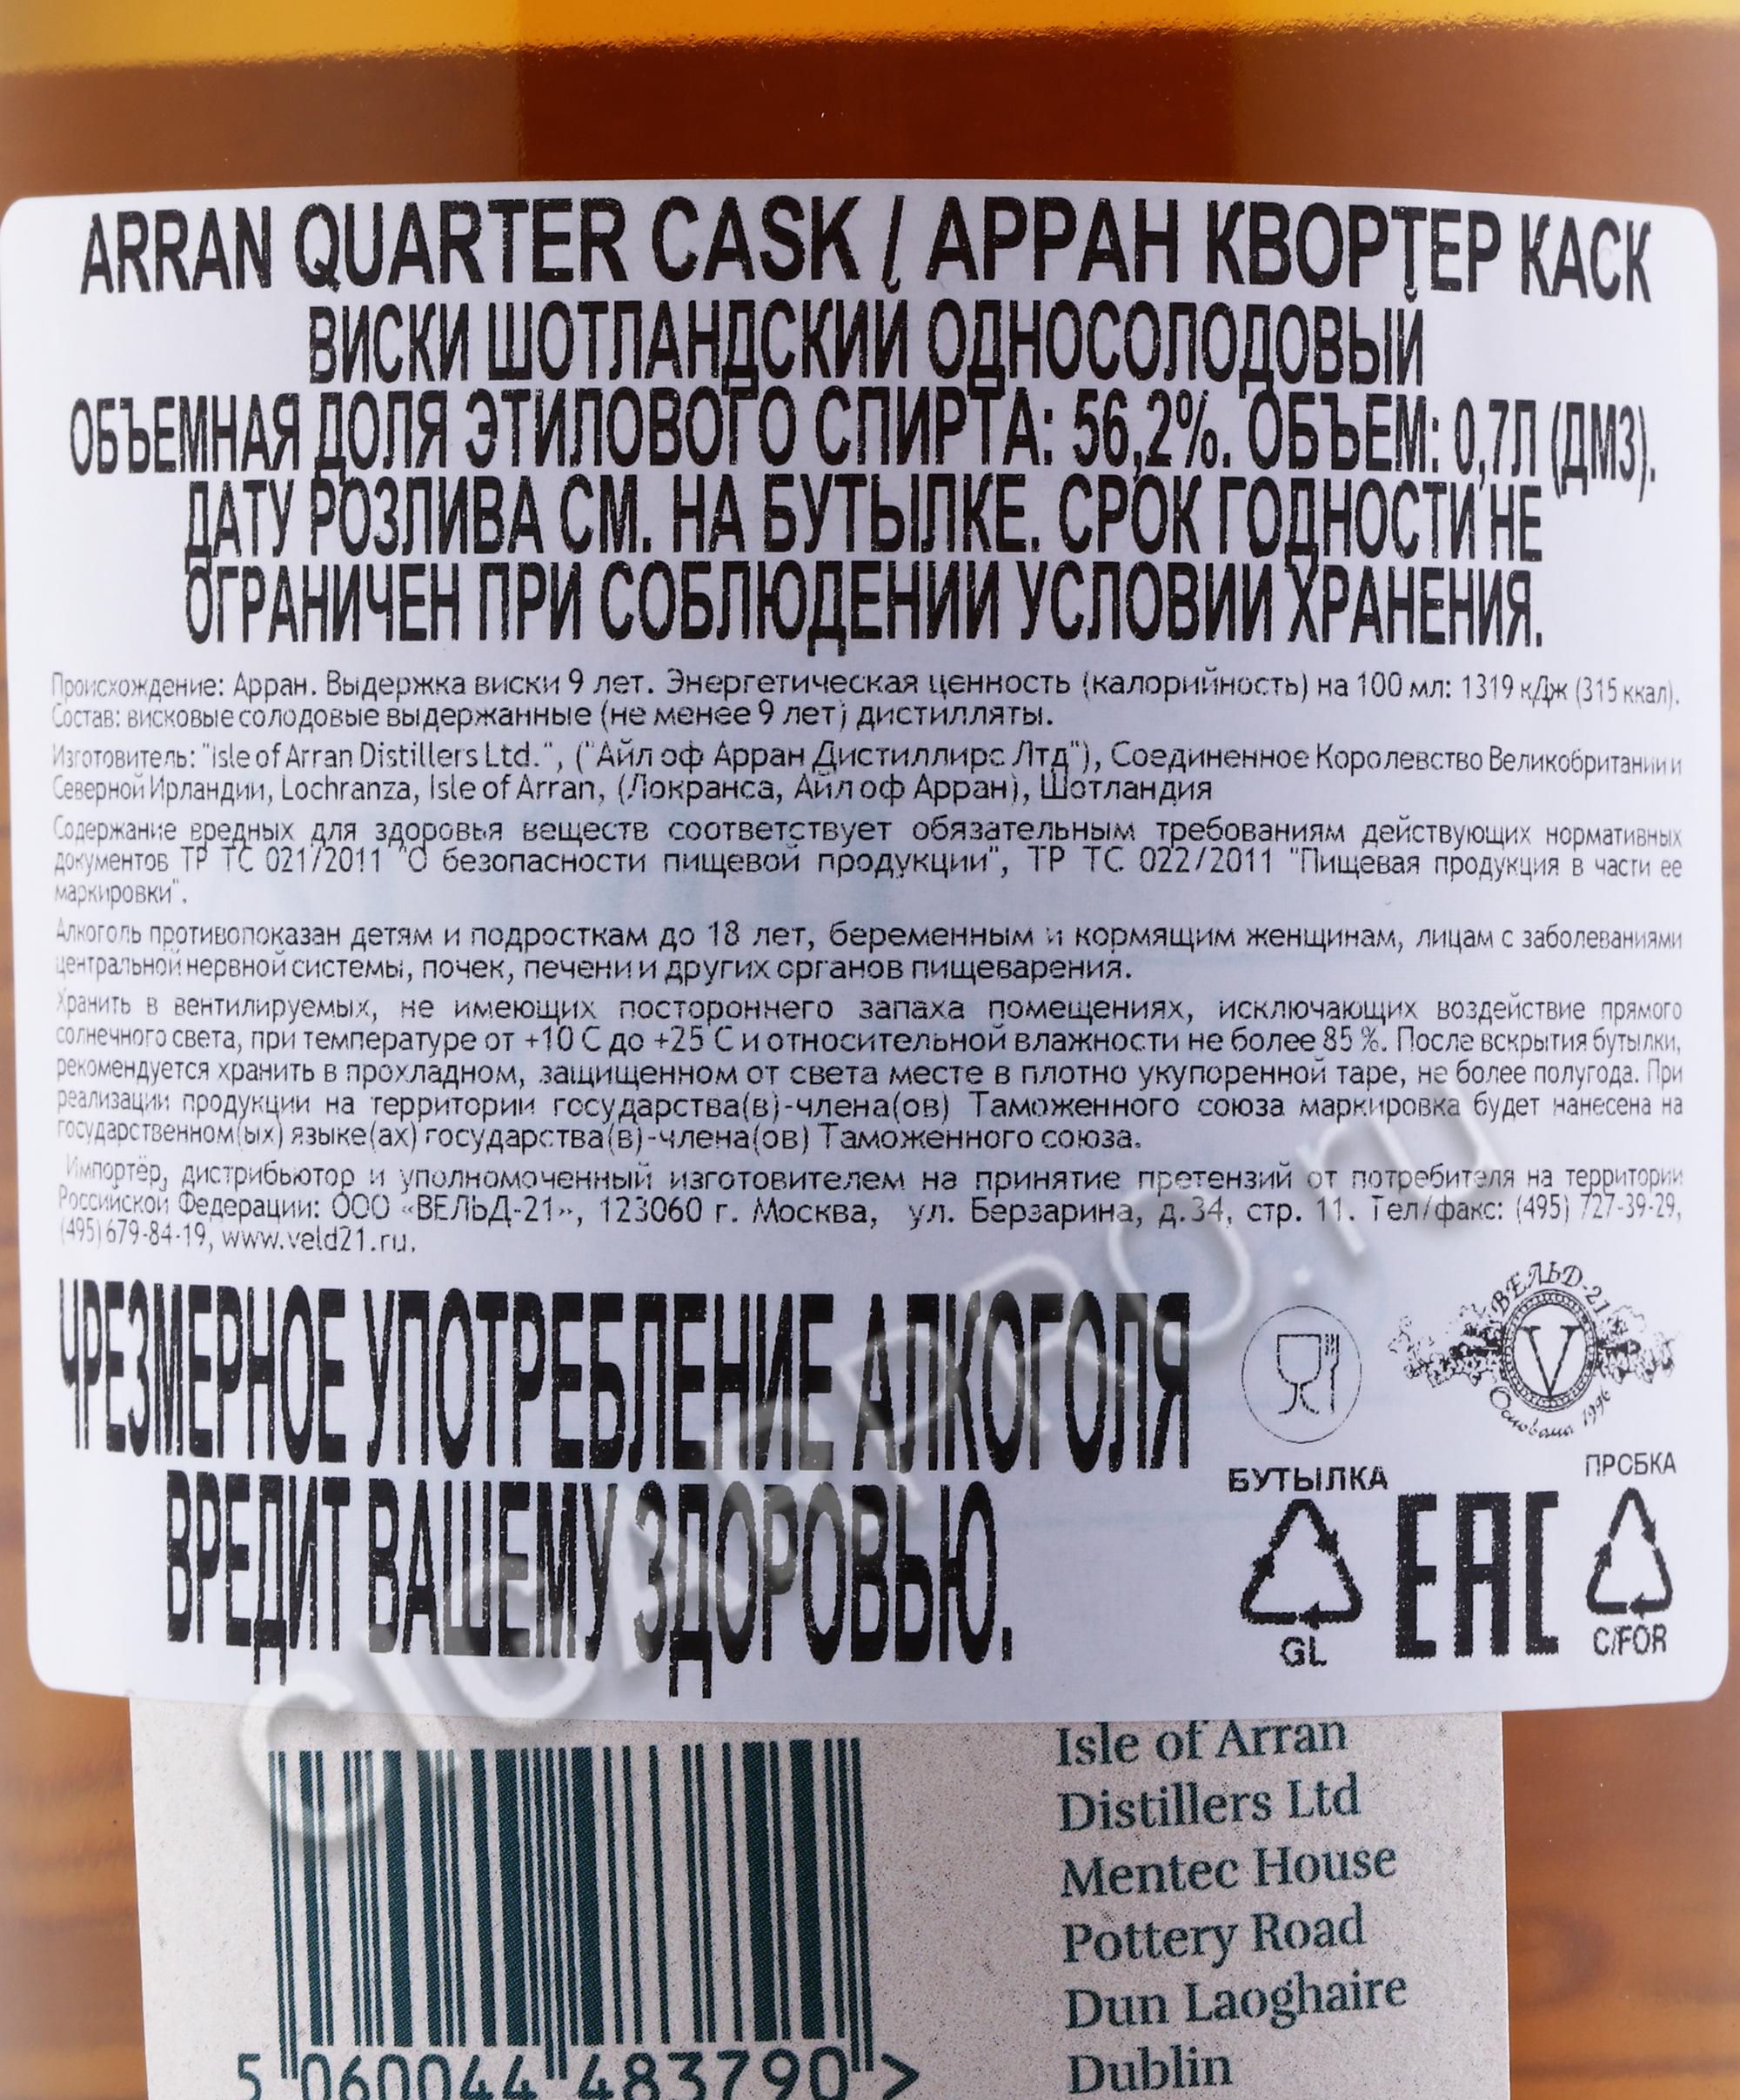 ARRAN QUARTER CASK / АРРАН КВОРТЕР КАСК
ВИСКИ ШОТЛАНДСКИЙ ОДНОСОЛОДОВЫЙ
ОБЪЕМНАЯ ДОЛЯ ЭТИЛОВОГО СПИРТА: 56,2%. ОБЪЕМ: 0,7Л (ДМ3).
ДАТУ РОЗЛИВА СМ. НА БУТЫЛКЕ. СРОК ГОДНОСТИ НЕ
ОГРАНИЧЕН ПРИ СОБЛЮДЕНИИ УСЛОВИИ ХРАНЕНИЯ.
Происхождение: Арран. Выдержка виски 9 лет. Энергетическая ценность (калорийность) на 100 мл: 1319 кДж (315 ккал).
Состав: висковые солодовые выдержанные (не менее 9 лет) дистилляты.
Изготовитель: "Isle of Arran Distillers Ltd.", ("Айл оф Арран Дистиллирс Лтд"), Соединенное Королевство Великобритании и
Северной Ирландии, Lochranza, Isle of Arran, (Локранса, Айл оф Арран), Шотландия
Содержание вредных для здоровья веществ соответствует обязательным требованиям действующих нормативных
документов ТР ТС 021/2011 "О безопасности пищевой продукции", ТР ТС 022/2011 "Пищевая продукция в части ее
маркировки".
Алкоголь противопоказан детям и подросткам до 18 лет, беременным и кормящим женщинам, лицам с заболеваниями
центральной нервной системы, почек, печени и других органов пищеварения.
Хранить в вентилируемых, не имеющих постороннего запаха помещениях, исключающих воздействие прямого
солнечного света, при температуре от +10 С до +25 С и относительной влажности не более 85 %. После вскрытия бутылки,
рекомендуется хранить в прохладном, защищенном от света месте в плотно укупоренной таре, не более полугода. При
реализации продукции на территории государства(в)-члена(ов) Таможенного союза маркировка будет нанесена на
государственном(ых) языке(ах) государства(в)-члена(ов) Таможенного союза.
Импортёр, дистрибьютор и уполномоченный изготовителем на принятие претензий от потребителя на территории
Российской Федерации: ООО «ВЕЛЬД-21», 123060 г. Москва, ул. Берзарина, д.34, стр. 11. Тел/факс: (495) 727-39-29,
(495) 679-84-19, www.veld21.ru.
ЧРЕЗМЕРНОЕ УПОТРЕБЛЕНИЕ АЛКОГОЛЯ
ВРЕДИТ ВАШЕМУ ЗДОРОВЬЮ.
ВЕЛЬД-21
V
Основана 1996
БУТЫЛКА
GL
EAC
ПРОБКА
C/FOR
CIGARPRO.ru
5 060044 483790 >
Isle of Arran
Distillers Ltd
Mentec House
Pottery Road
Dun Laoghaire
Dublin